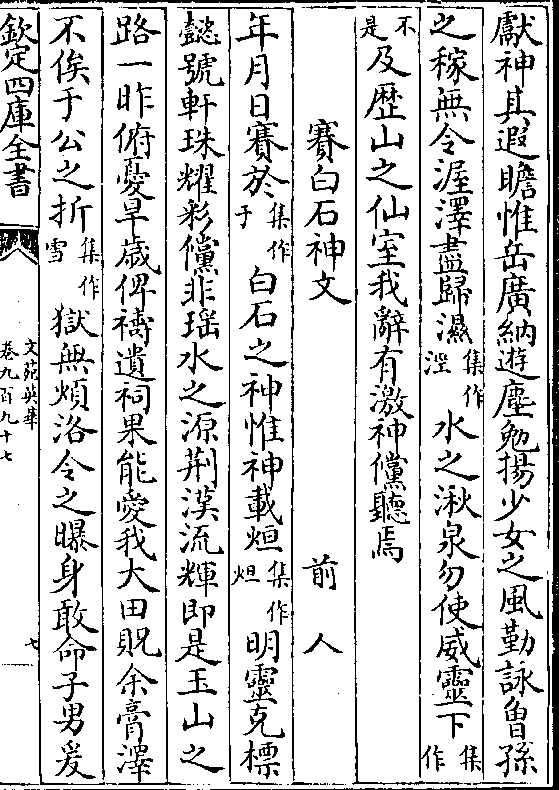 獻神其遐瞻惟岳廣納遊塵勉揚少女之風勤詠魯孫
之稼無令渥澤盡歸濕集作涇水之湫泉勿使威靈下集作
不是及歴山之仙室我辭有激神儻聽焉
賽白石神文 前人
年月日賽於集作于白石之神惟神載烜集作烜明靈克標
懿號軒珠耀彩儻非瑶水之源荆漢流輝即是玉山之
路一昨俯憂旱歳俾禱遺祠果能愛我大田貺余膏澤
不俟于公之折集作雪獄無煩洛令之曝身敢命子男爰
欽定四庫全書
文苑英華
卷九百九十七
七